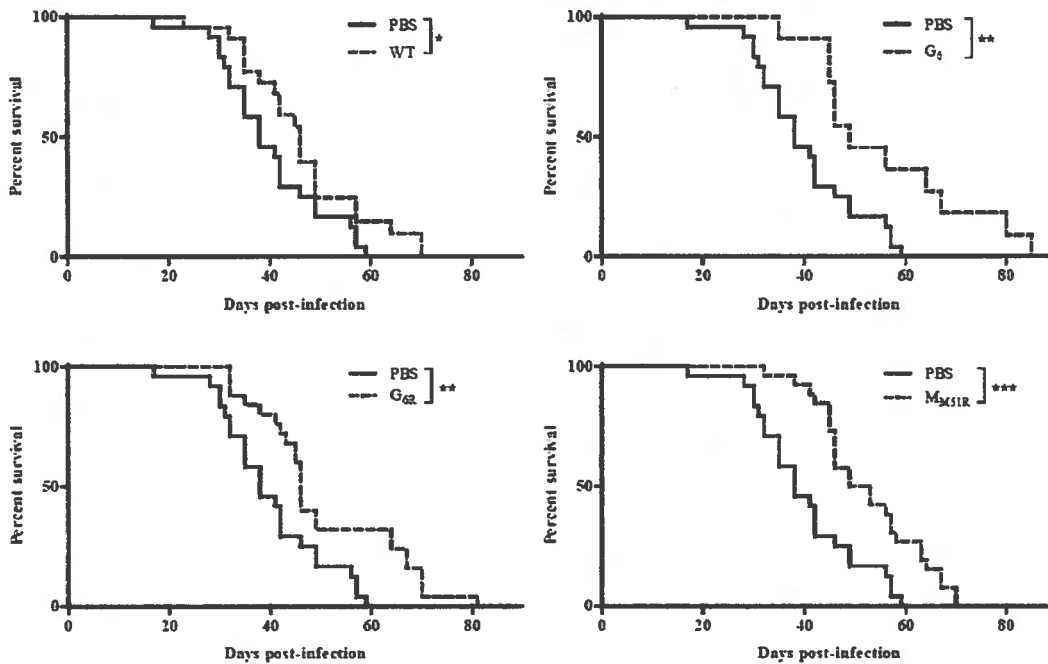 100
50
0
Percent survival
PBS
WT
*
0 20 40 60 80
Days post-infection
100
50
0
Percent survival
PBS
G6
**
0 20 40 60 80
Days post-infection
100
50
0
Percent survival
PBS
G6R
**
0 20 40 60 80
Days post-infection
100
50
0
Percent survival
PBS
MM51R
***
0 20 40 60 80
Days post-infection